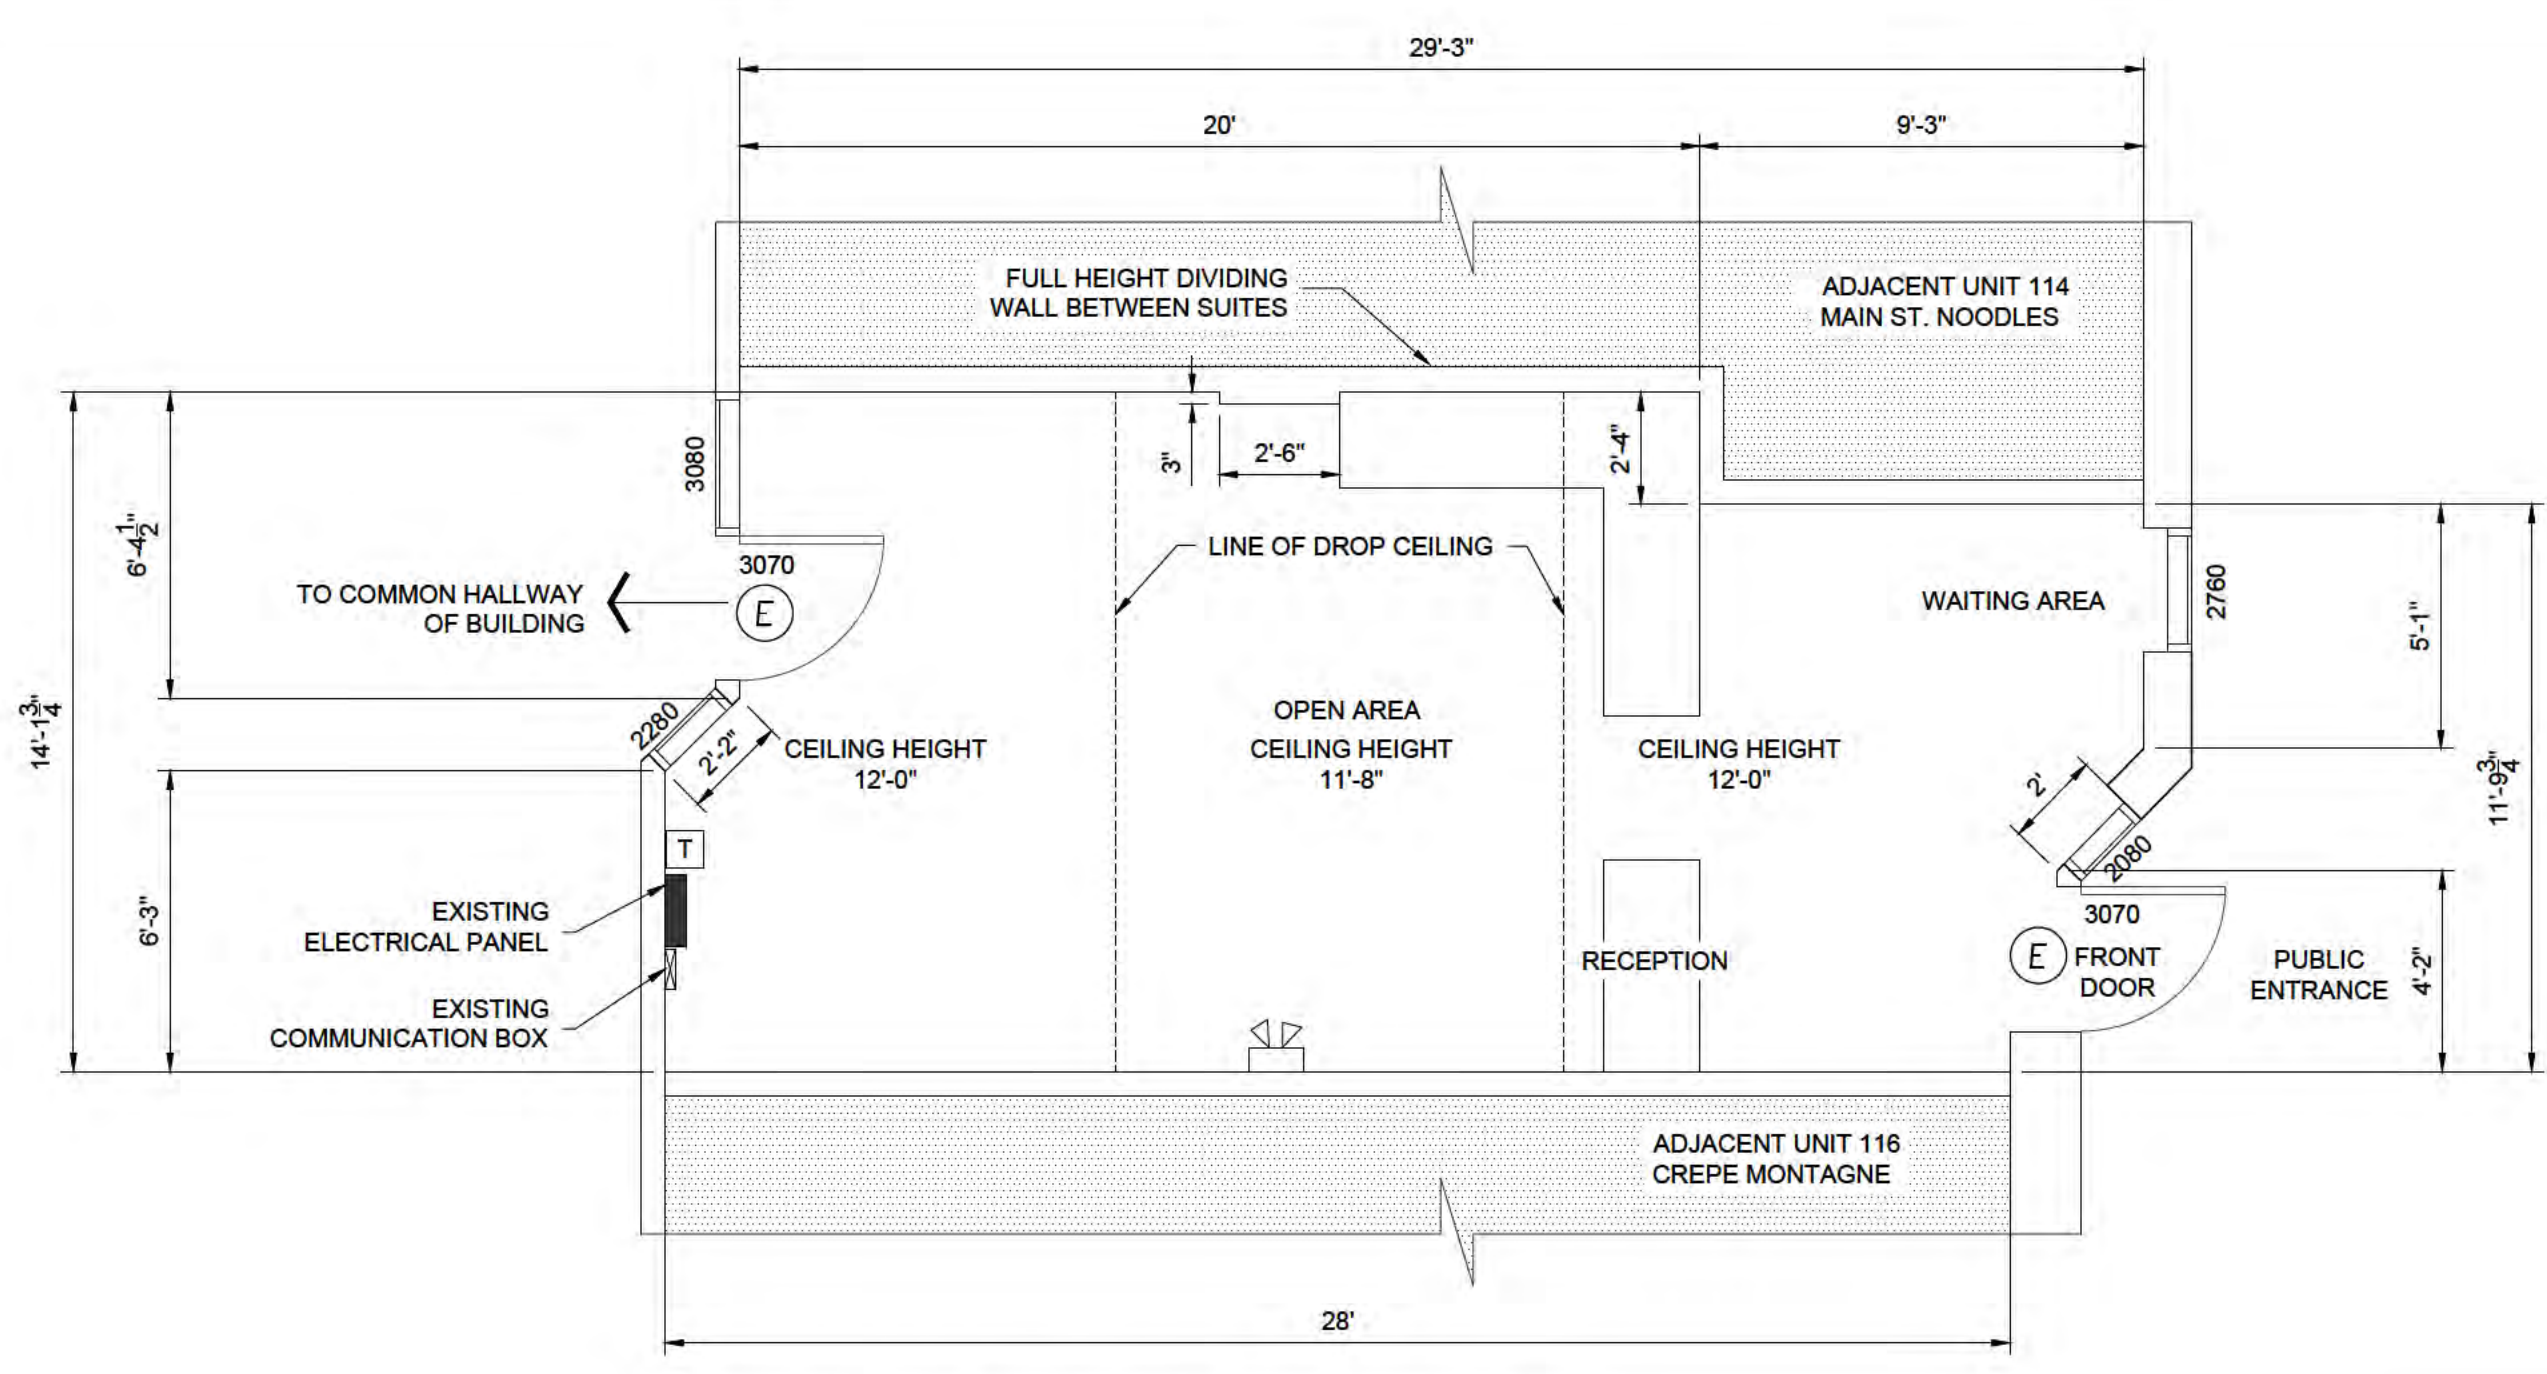 29'-3"
20'
9'-3"
FULL HEIGHT DIVIDING
WALL BETWEEN SUITES
ADJACENT UNIT 114
MAIN ST. NOODLES
3080
3"
2'-6"
2'-4"
6'-4 1/2"
14'-1 3/4"
LINE OF DROP CEILING
3070
E
TO COMMON HALLWAY
OF BUILDING
WAITING AREA
2760
5'-1"
2280
2'-2"
CEILING HEIGHT
12'-0"
OPEN AREA
CEILING HEIGHT
11'-8"
CEILING HEIGHT
12'-0"
2'
2080
11'-9 3/4"
T
6'-3"
EXISTING
ELECTRICAL PANEL
EXISTING
COMMUNICATION BOX
RECEPTION
3070
E
FRONT
DOOR
PUBLIC
ENTRANCE
4'-2"
ADJACENT UNIT 116
CREPE MONTAGNE
28'